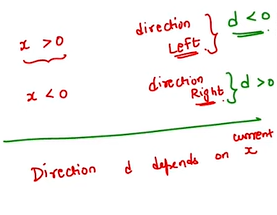 x > 0 direction Left } d < 0
x < 0 direction Right } d > 0
Direction d depends on current x